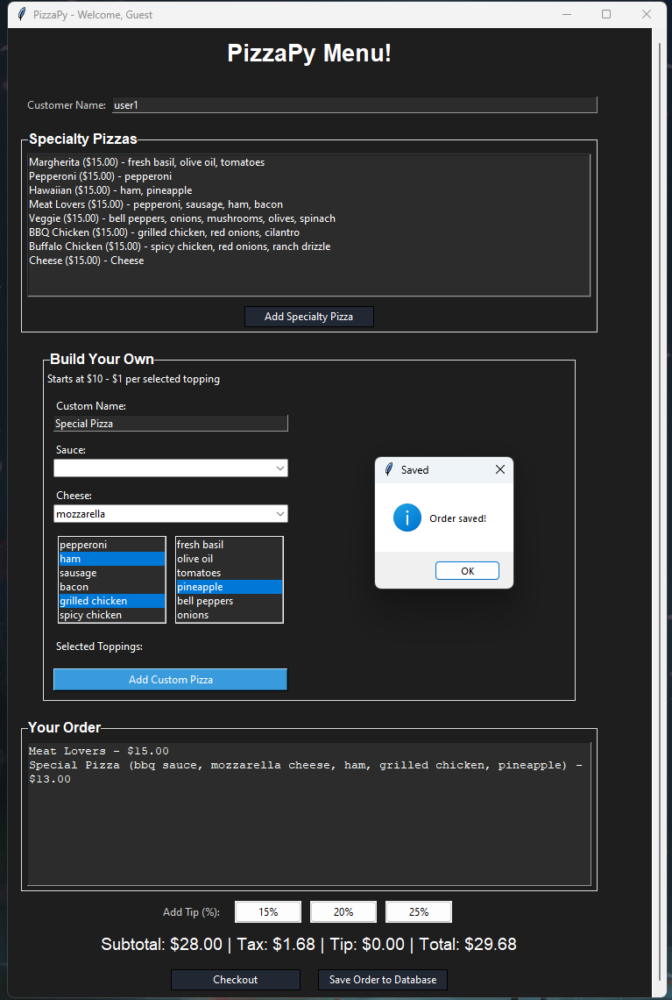 PizzaPy - Welcome, Guest
PizzaPy Menu!
Customer Name: user1
Specialty Pizzas
Margherita ($15.00) - fresh basil, olive oil, tomatoes
Pepperoni ($15.00) - pepperoni
Hawaiian ($15.00) - ham, pineapple
Meat Lovers ($15.00) - pepperoni, sausage, ham, bacon
Veggie ($15.00) - bell peppers, onions, mushrooms, olives, spinach
BBQ Chicken ($15.00) - grilled chicken, red onions, cilantro
Buffalo Chicken ($15.00) - spicy chicken, red onions, ranch drizzle
Cheese ($15.00) - Cheese
Add Specialty Pizza
Build Your Own
Starts at $10 - $1 per selected topping
Custom Name:
Special Pizza
Sauce:
Cheese:
mozzarella
pepperoni
ham
sausage
bacon
grilled chicken
spicy chicken
fresh basil
olive oil
tomatoes
pineapple
bell peppers
onions
Selected Toppings:
Add Custom Pizza
Saved
Order saved!
OK
Your Order
Meat Lovers - $15.00
Special Pizza (bbq sauce, mozzarella cheese, ham, grilled chicken, pineapple) -
$13.00
Add Tip (%): 15% 20% 25%
Subtotal: $28.00 | Tax: $1.68 | Tip: $0.00 | Total: $29.68
Checkout Save Order to Database